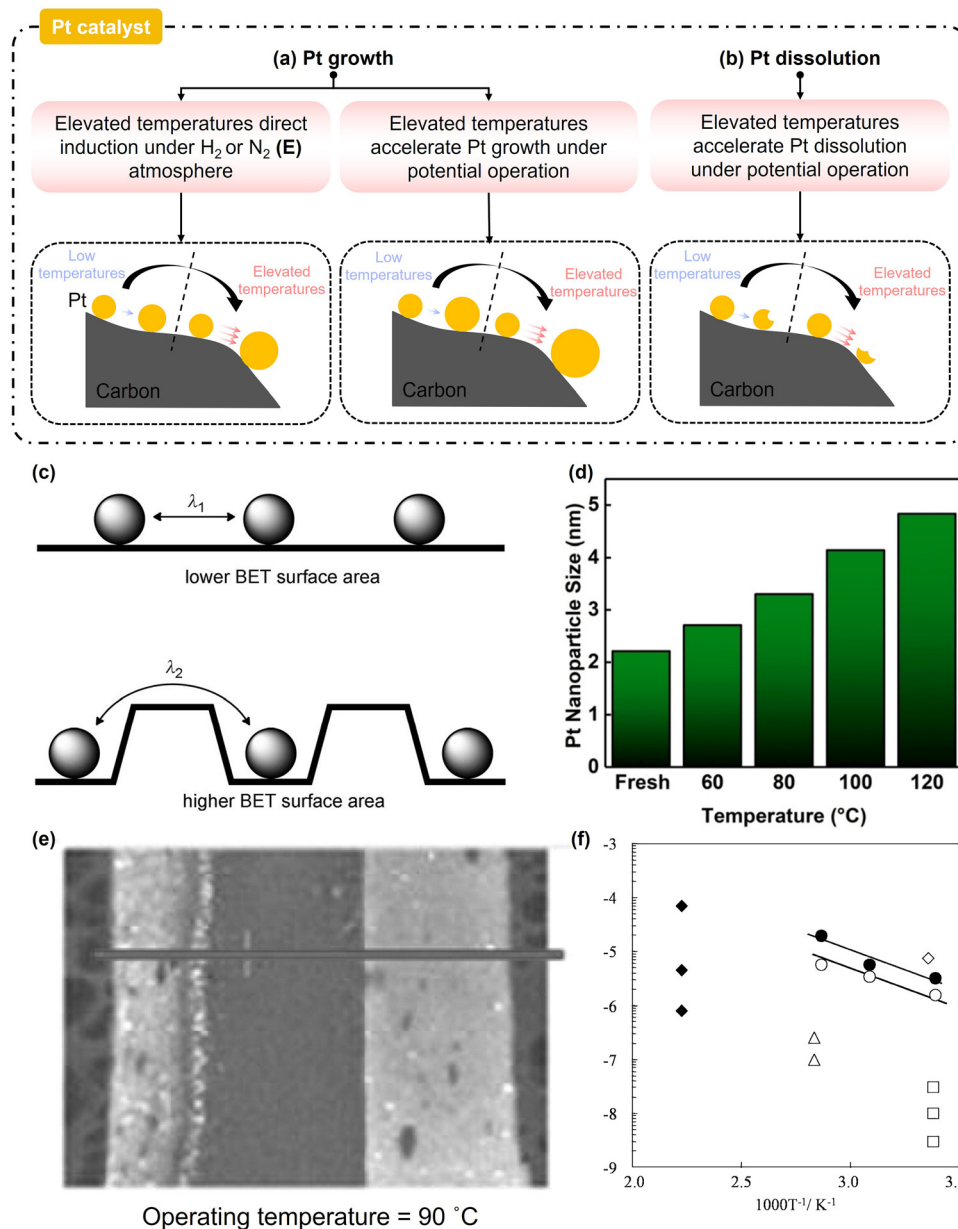 Pt catalyst
(a) Pt growth
(b) Pt dissolution
Elevated temperatures direct
induction under H₂ or N₂ (E)
atmosphere
Elevated temperatures
accelerate Pt growth under
potential operation
Elevated temperatures
accelerate Pt dissolution
under potential operation
Low
temperatures
Elevated
temperatures
Pt
Carbon
Low
temperatures
Elevated
temperatures
Carbon
Low
temperatures
Elevated
temperatures
Carbon
(c)
λ₁
lower BET surface area
λ₂
higher BET surface area
(d)
Pt Nanoparticle Size (nm)
5
4
3
2
1
0
Fresh 60 80 100 120
Temperature (°C)
(e)
Operating temperature = 90 ˚C
(f)
-3
-4
-5
-6
-7
-8
-9
2.0 2.5 3.0 3.
1000T⁻¹/ K⁻¹